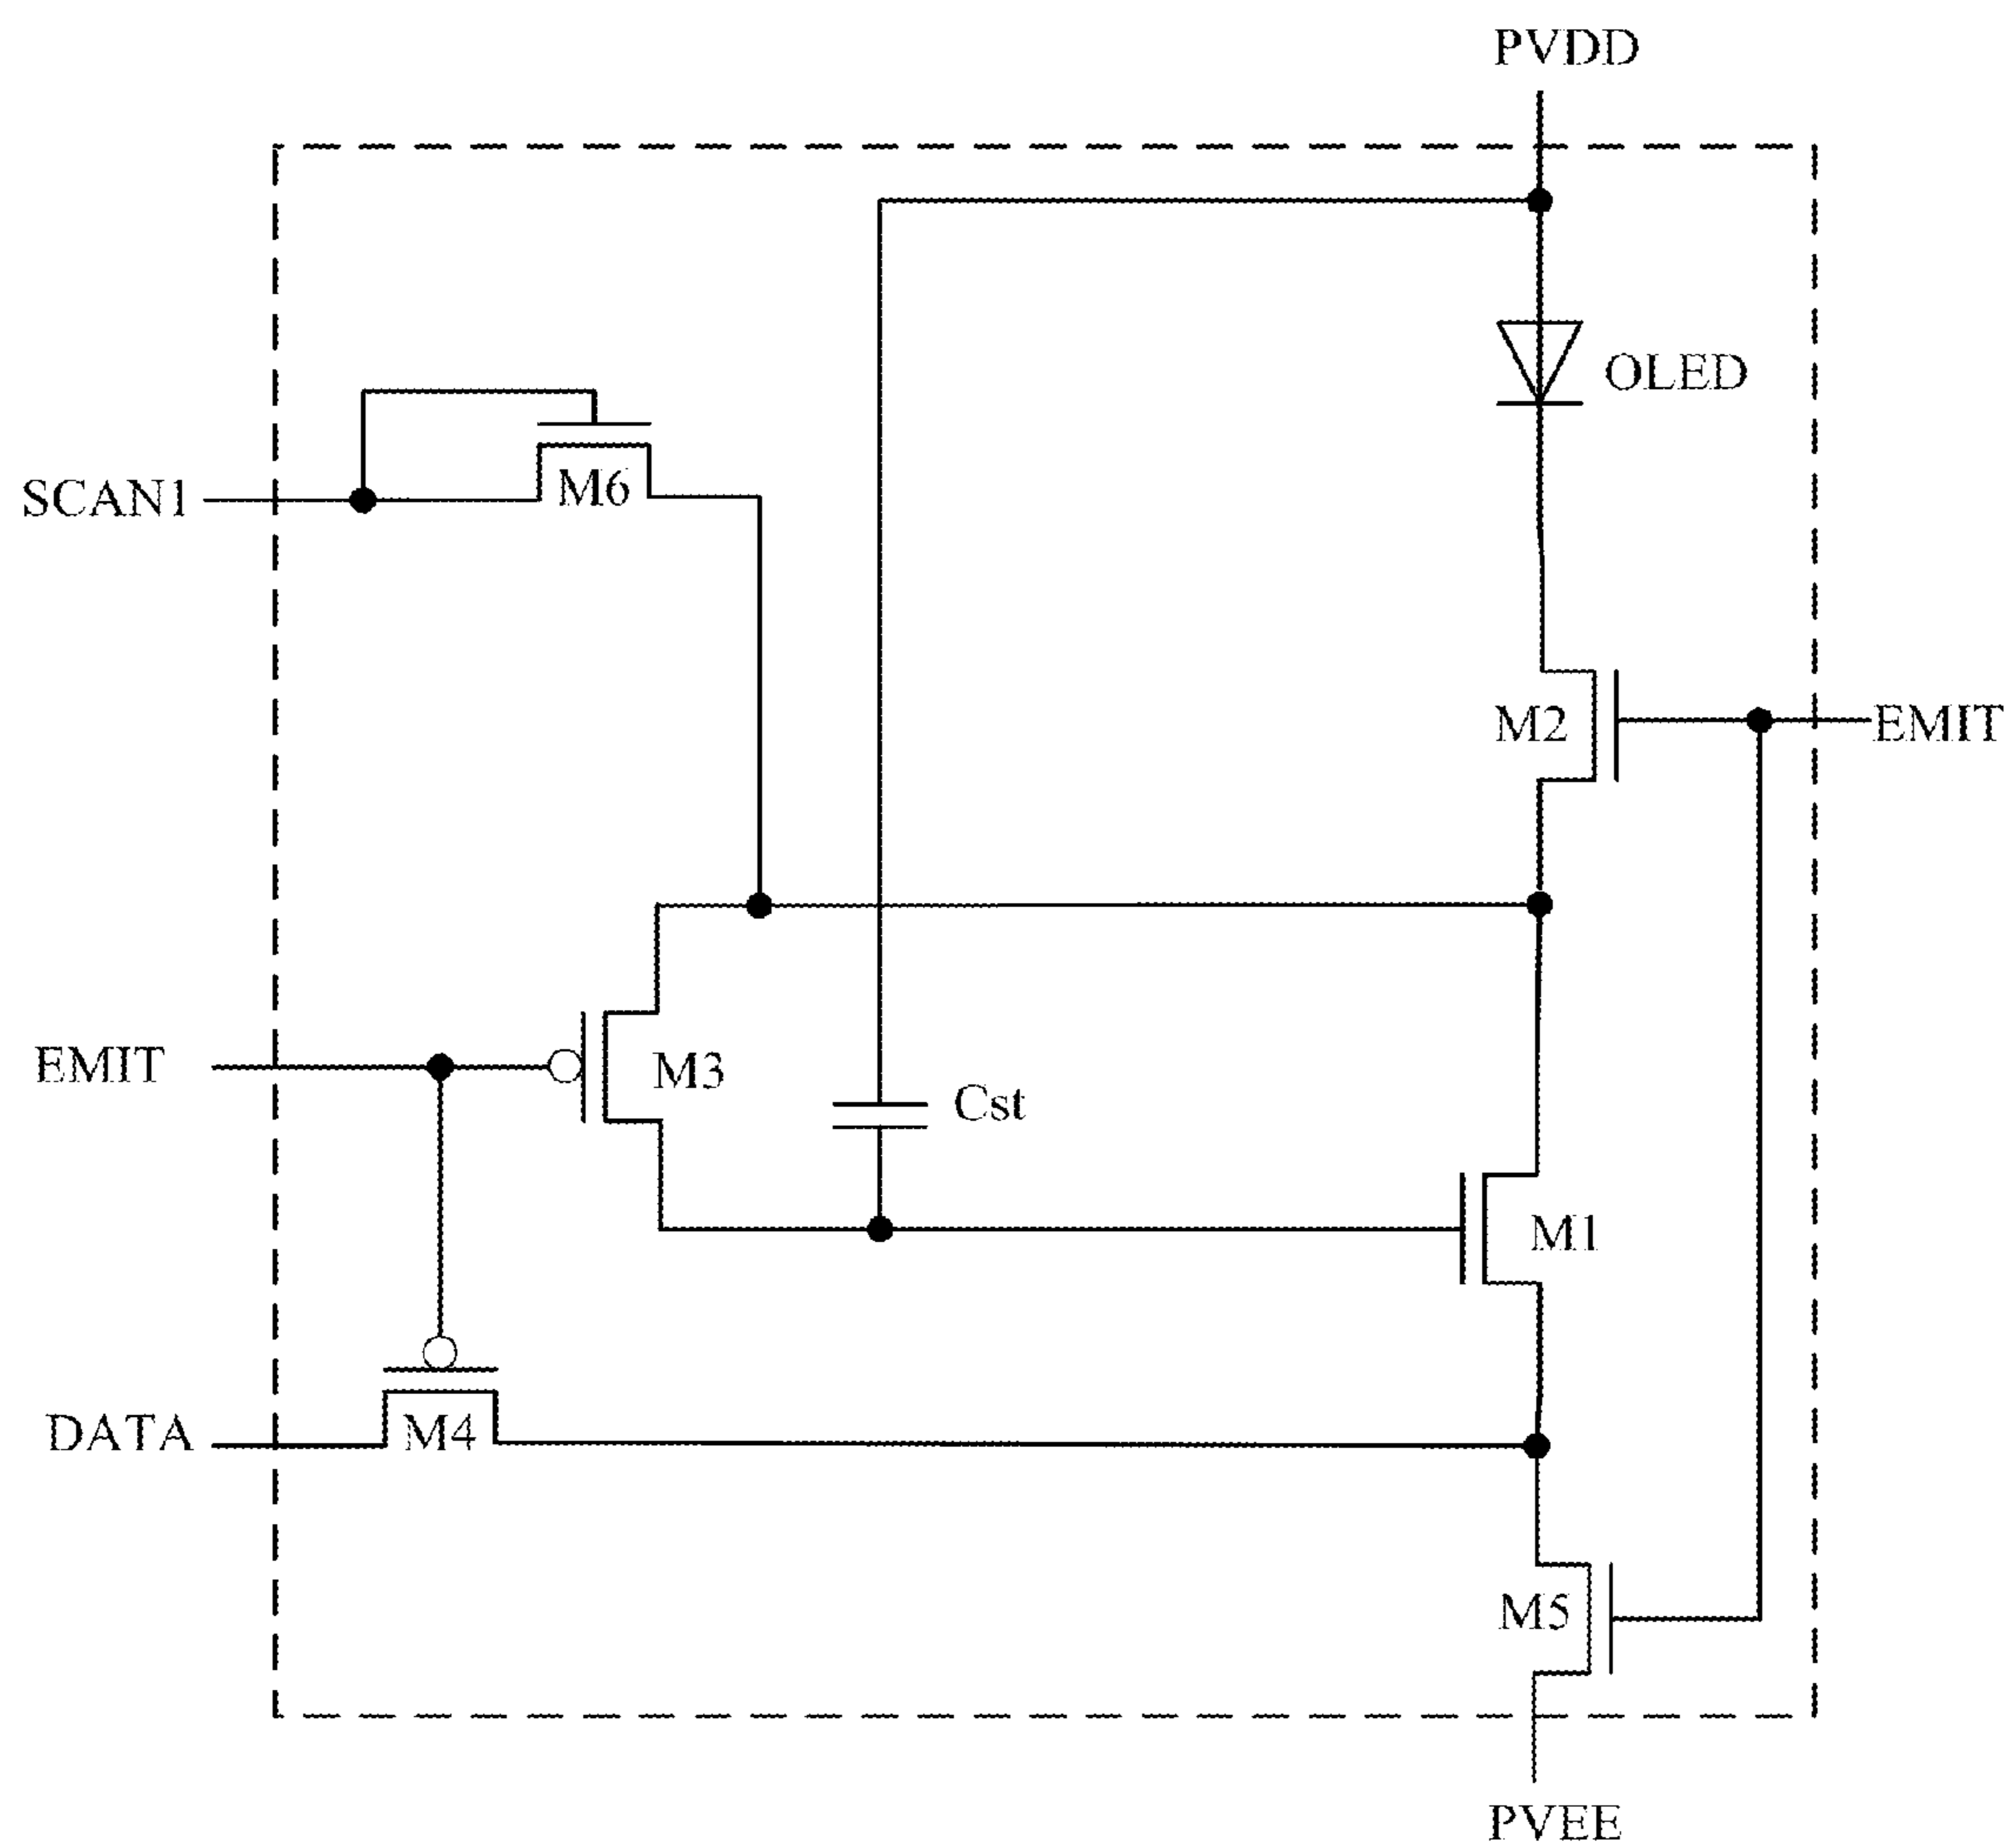 PVDD
OLED
SCAN1
M6
M2
EMIT
EMIT
M3
Cst
M1
DATA
M4
M5
PVEE